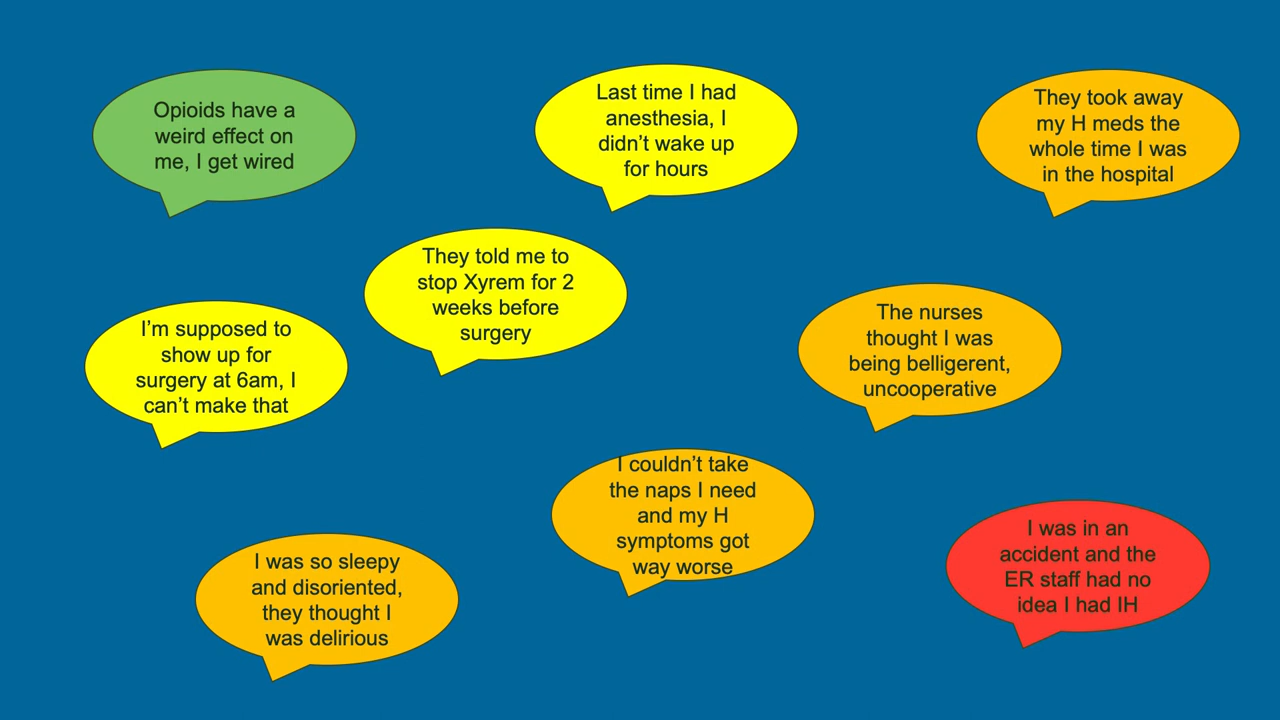 Opioids have a
weird effect on
me, I get wired
Last time I had
anesthesia, I
didn’t wake up
for hours
They took away
my H meds the
whole time I was
in the hospital
They told me to
stop Xyrem for 2
weeks before
surgery
I’m supposed to
show up for
surgery at 6am, I
can’t make that
The nurses
thought I was
being belligerent,
uncooperative
I couldn’t take
the naps I need
and my H
symptoms got
way worse
I was so sleepy
and disoriented,
they thought I
was delirious
I was in an
accident and the
ER staff had no
idea I had IH